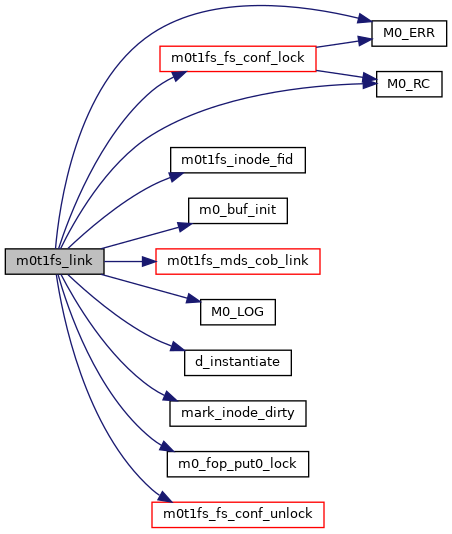 M0_ERR
m0t1fs_fs_conf_lock
M0_RC
m0t1fs_inode_fid
m0_buf_init
m0t1fs_link
m0t1fs_mds_cob_link
M0_LOG
d_instantiate
mark_inode_dirty
m0_fop_put0_lock
m0t1fs_fs_conf_unlock